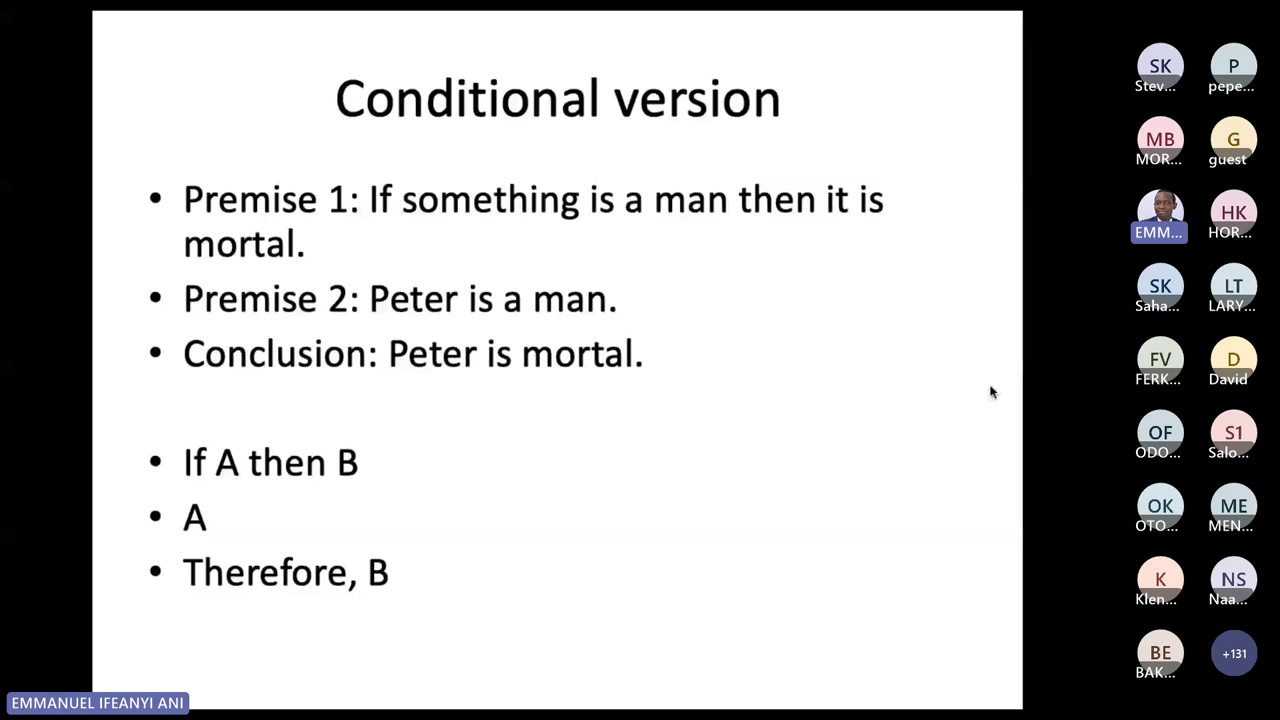 Conditional version
• Premise 1: If something is a man then it is
mortal.
• Premise 2: Peter is a man.
• Conclusion: Peter is mortal.
• If A then B
• A
• Therefore, B
EMMANUEL IFEANYI ANI
SK P
Stev... pepe...
MB G
MOR... guest
HK
EMM... HOR...
SK LT
Saha... LARY...
FV D
FERK... David
OF S1
ODO... Salo...
OK ME
OTO... MEN...
K NS
Klen... Naa...
BE +131
BAK...